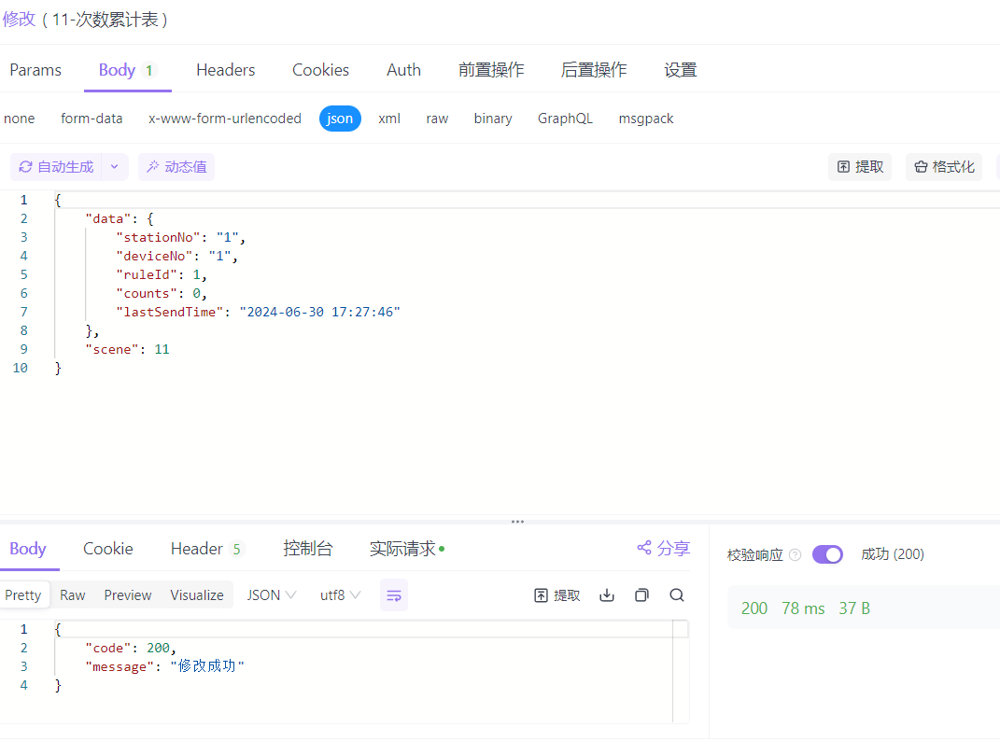 修改 ( 11-次数累计表 )
Params Body 1 Headers Cookies Auth 前置操作 后置操作 设置
none form-data x-www-form-urlencoded json xml raw binary GraphQL msgpack
自动生成 动态值 提取 格式化
1 {
2 "data": {
3 "stationNo": "1",
4 "deviceNo": "1",
5 "ruleId": 1,
6 "counts": 0,
7 "lastSendTime": "2024-06-30 17:27:46"
8 },
9 "scene": 11
10 }
Body Cookie Header 5 控制台 实际请求 分享
Pretty Raw Preview Visualize JSON utf8 提取
1 {
2 "code": 200,
3 "message": "修改成功"
4 }
校验响应 成功 (200)
200 78 ms 37 B